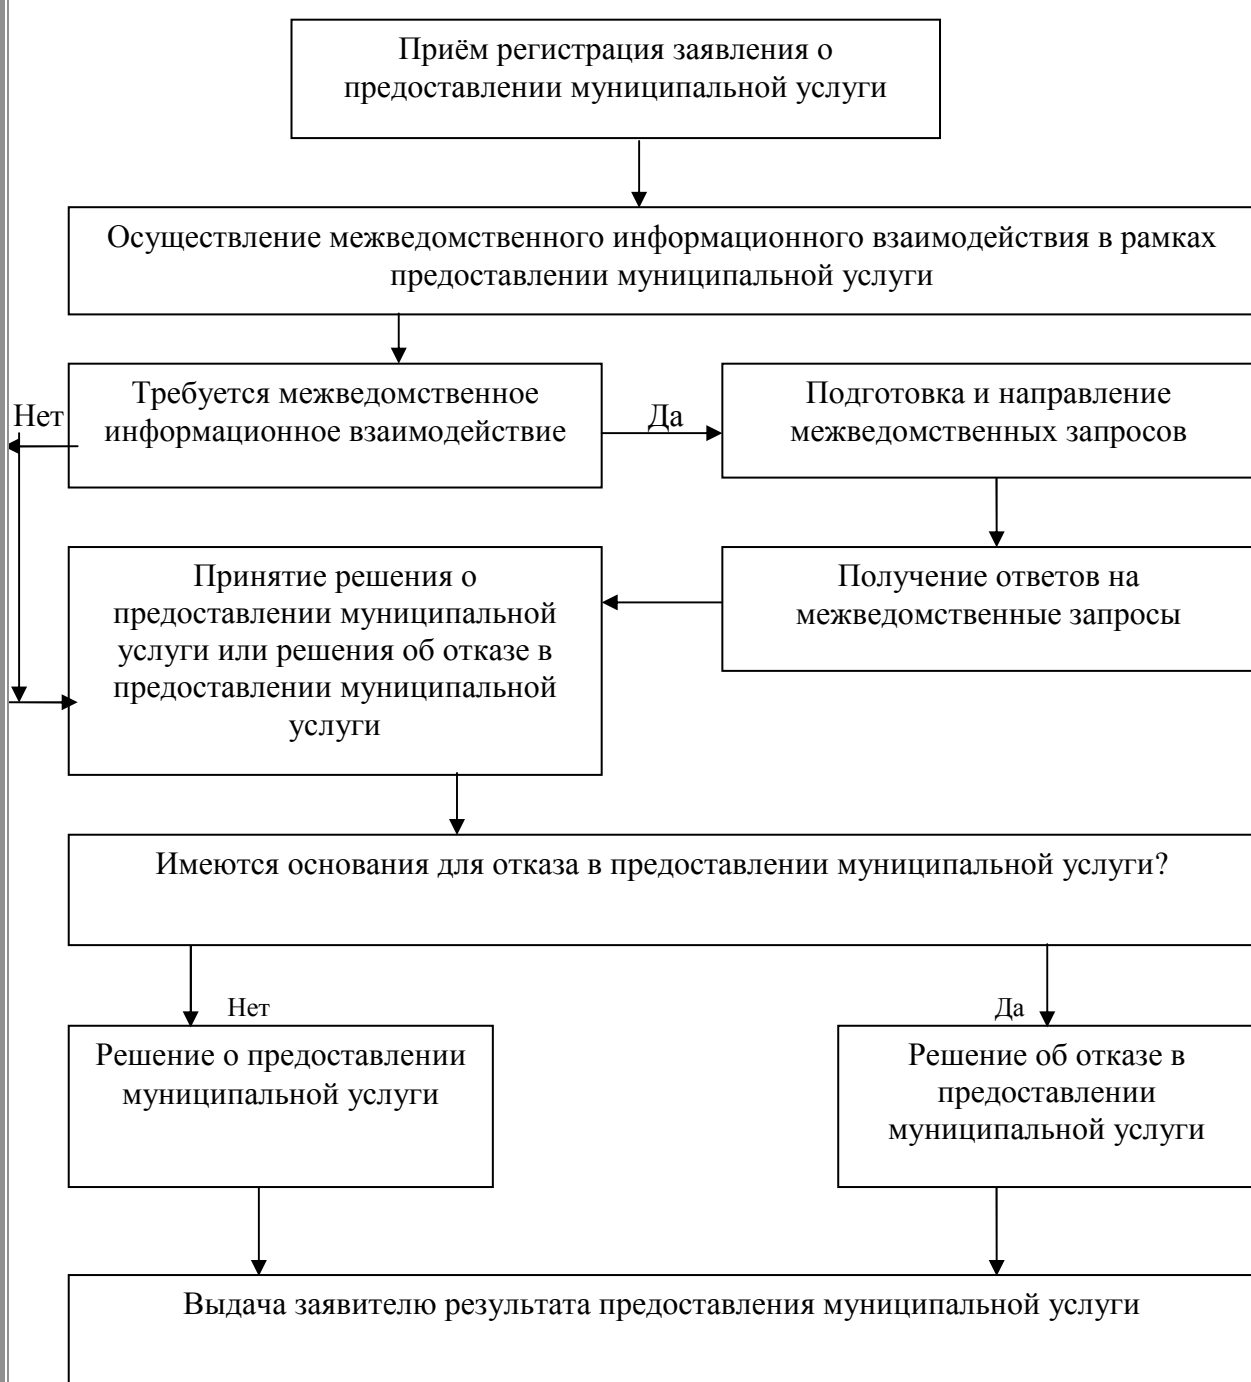 Приём регистрация заявления о
предоставлении муниципальной услуги
Осуществление межведомственного информационного взаимодействия в рамках
предоставлении муниципальной услуги
Требуется межведомственное
информационное взаимодействие
Нет
Да
Подготовка и направление
межведомственных запросов
Принятие решения о
предоставлении муниципальной
услуги или решения об отказе в
предоставлении муниципальной
услуги
Получение ответов на
межведомственные запросы
Имеются основания для отказа в предоставлении муниципальной услуги?
Нет
Да
Решение о предоставлении
муниципальной услуги
Решение об отказе в
предоставлении
муниципальной услуги
Выдача заявителю результата предоставления муниципальной услуги